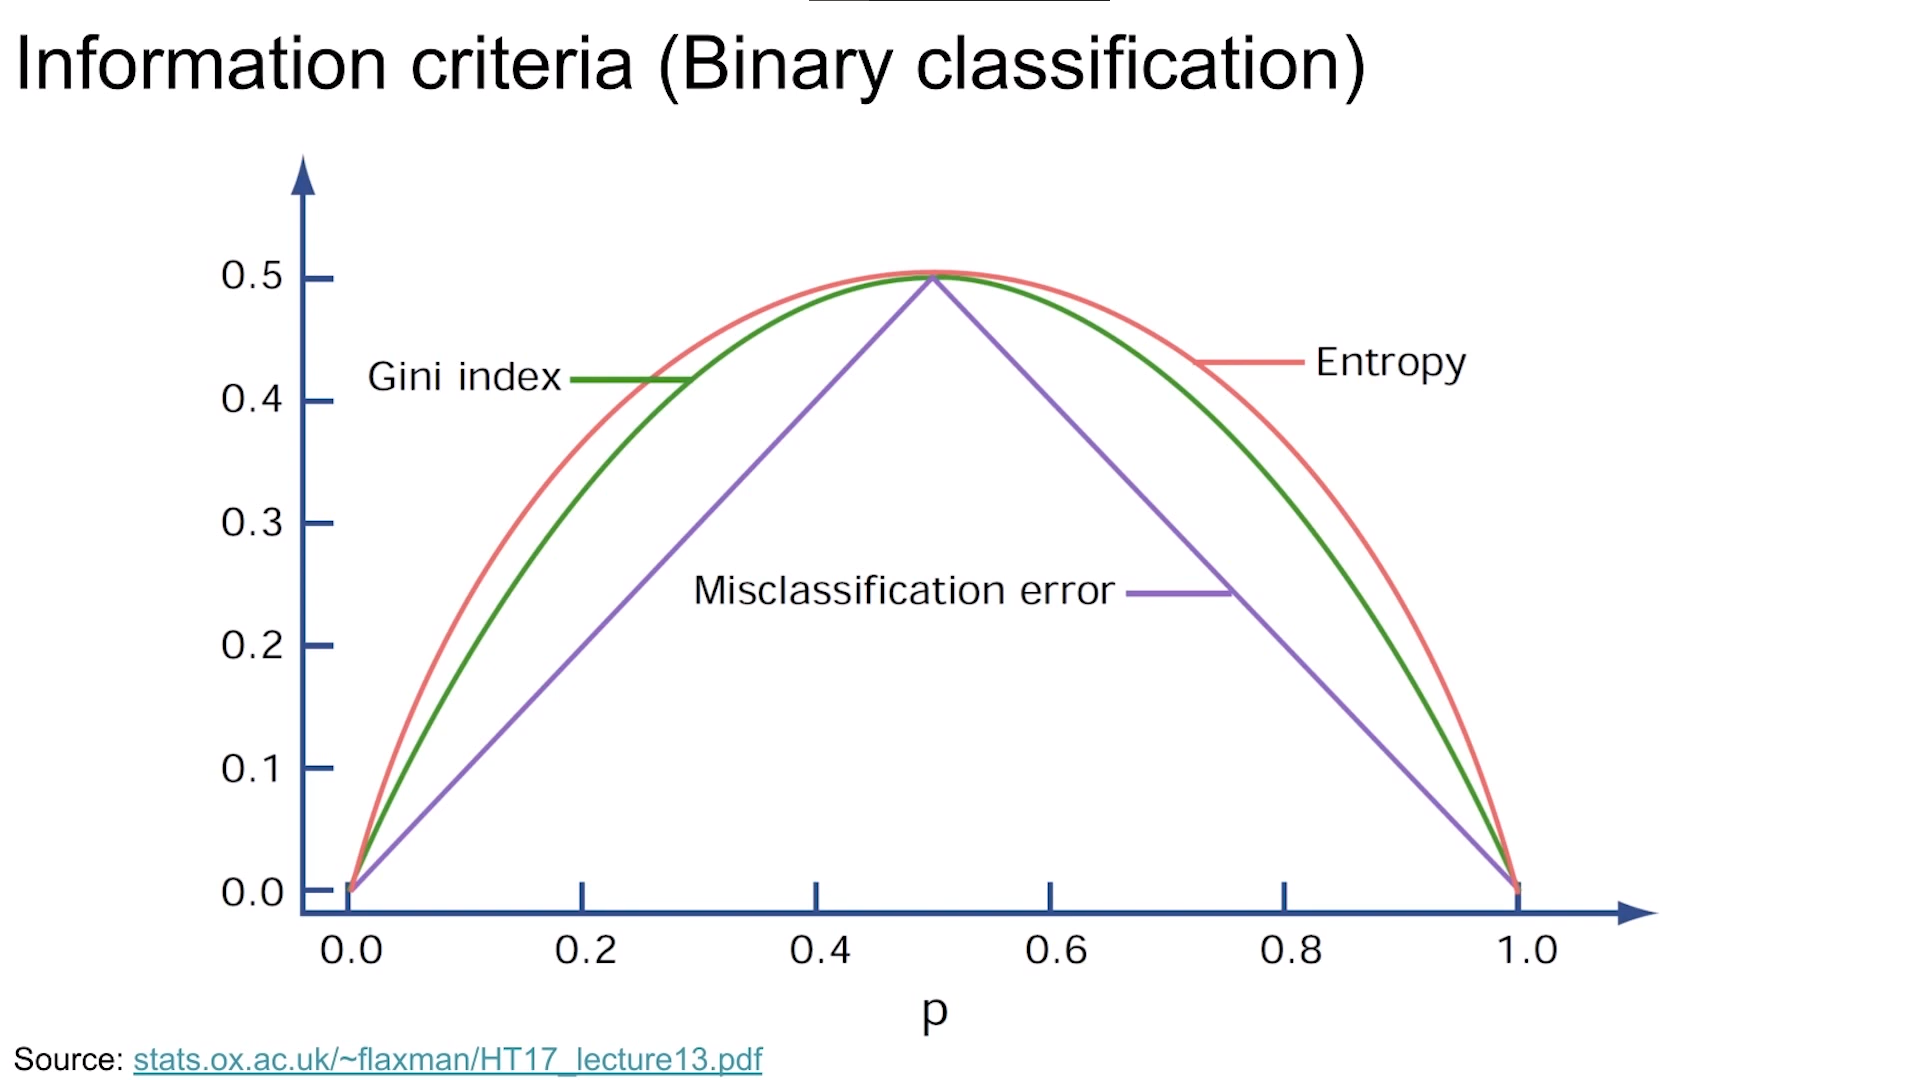 Information criteria (Binary classification)
0.5
Gini index
Entropy
0.4
0.3
Misclassification error
0.2
0.1
0.0
0.0 0.2 0.4 0.6 0.8 1.0
p
Source: stats.ox.ac.uk/~flaxman/HT17_lecture13.pdf